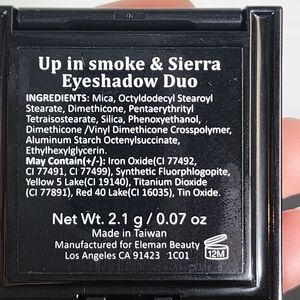 Up in smoke & Sierra
Eyeshadow Duo
INGREDIENTS: Mica, Octyldodecyl Stearoyl
Stearate, Dimethicone, Pentaerythrityl
Tetraisostearate, Silica, Phenoxyethanol,
Dimethicone /Vinyl Dimethicone Crosspolymer,
Aluminum Starch Octenylsuccinate,
Ethylhexylglycerin.
May Contain(+/-): Iron Oxide(CI 77492,
CI 77491, CI 77499), Synthetic Fluorphlogopite,
Yellow 5 Lake(CI 19140), Titanium Dioxide
(CI 77891), Red 40 Lake(CI 16035), Tin Oxide.
Net Wt. 2.1 g / 0.07 oz
Made in Taiwan
Manufactured for Eleman Beauty
Los Angeles CA 91423 1C01
12M